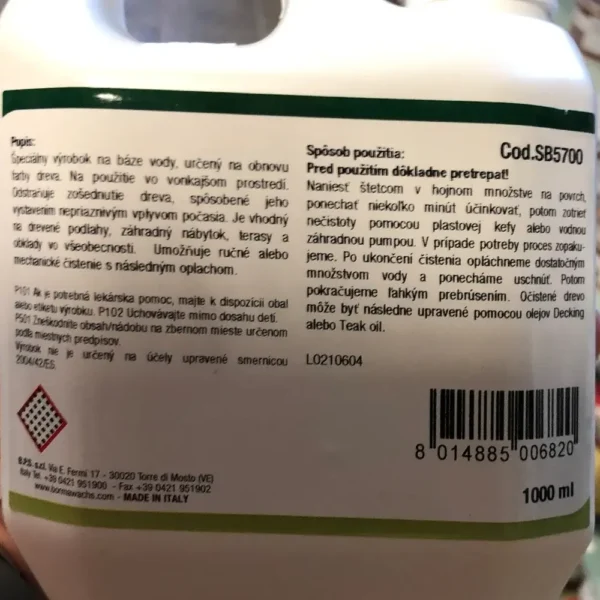 Popis:
Špeciálny výrobok na báze vody, určený na obnovu
farby dreva. Na použitie vo vonkajšom prostredí.
Odstraňuje zošednutie dreva, spôsobené jeho
vystavením nepriaznivým vplyvom počasia. Je vhodný
na drevené podlahy, záhradný nábytok, terasy a
obklady vo všeobecnosti. Umožňuje ručné alebo
mechanické čistenie s následným oplachom.
P101 Ak je potrebná lekárska pomoc, majte k dispozícii obal
alebo etiketu výrobku. P102 Uchovávajte mimo dosahu detí.
P501 Zneškodnite obsah/nádobu na zbernom mieste určenom
podľa miestnych predpisov.
Výrobok nie je určený na účely upravené smernicou
2004/42/ES.
B.P.S. s.r.l. Via E. Fermi 17 - 30020 Torre di Mosto (VE)
Italy Tel. +39 0421 951900 - Fax +39 0421 951902
www.bormawachs.com - MADE IN ITALY
Cod.SB5700
Spôsob použitia:
Pred použitím dôkladne pretrepať!
Naniesť štetcom v hojnom množstve na povrch,
ponechať niekoľko minút účinkovať, potom zotrieť
nečistoty pomocou plastovej kefy alebo vodnou
záhradnou pumpou. V prípade potreby proces zopaku-
jeme. Po ukončení čistenia opláchneme dostatočným
množstvom vody a ponecháme uschnúť. Potom
pokračujeme ľahkým prebrúsením. Očistené drevo
môže byť následne upravené pomocou olejov Decking
alebo Teak oil.
L0210604
8 014885 006820
1000 ml